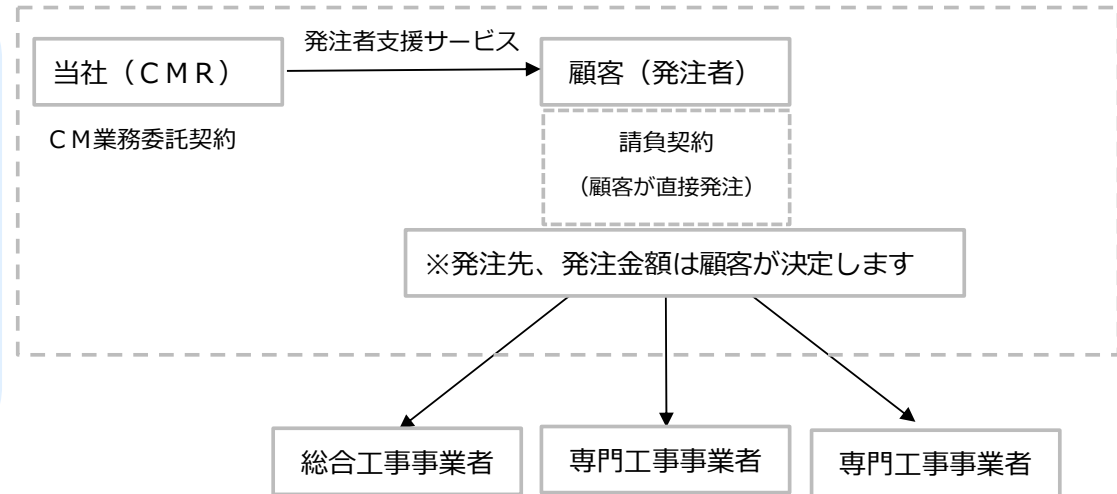 発注者支援サービス
当社（ＣＭＲ）
顧客（発注者）
ＣＭ業務委託契約
請負契約
（顧客が直接発注）
※発注先、発注金額は顧客が決定します
総合工事事業者
専門工事事業者
専門工事事業者